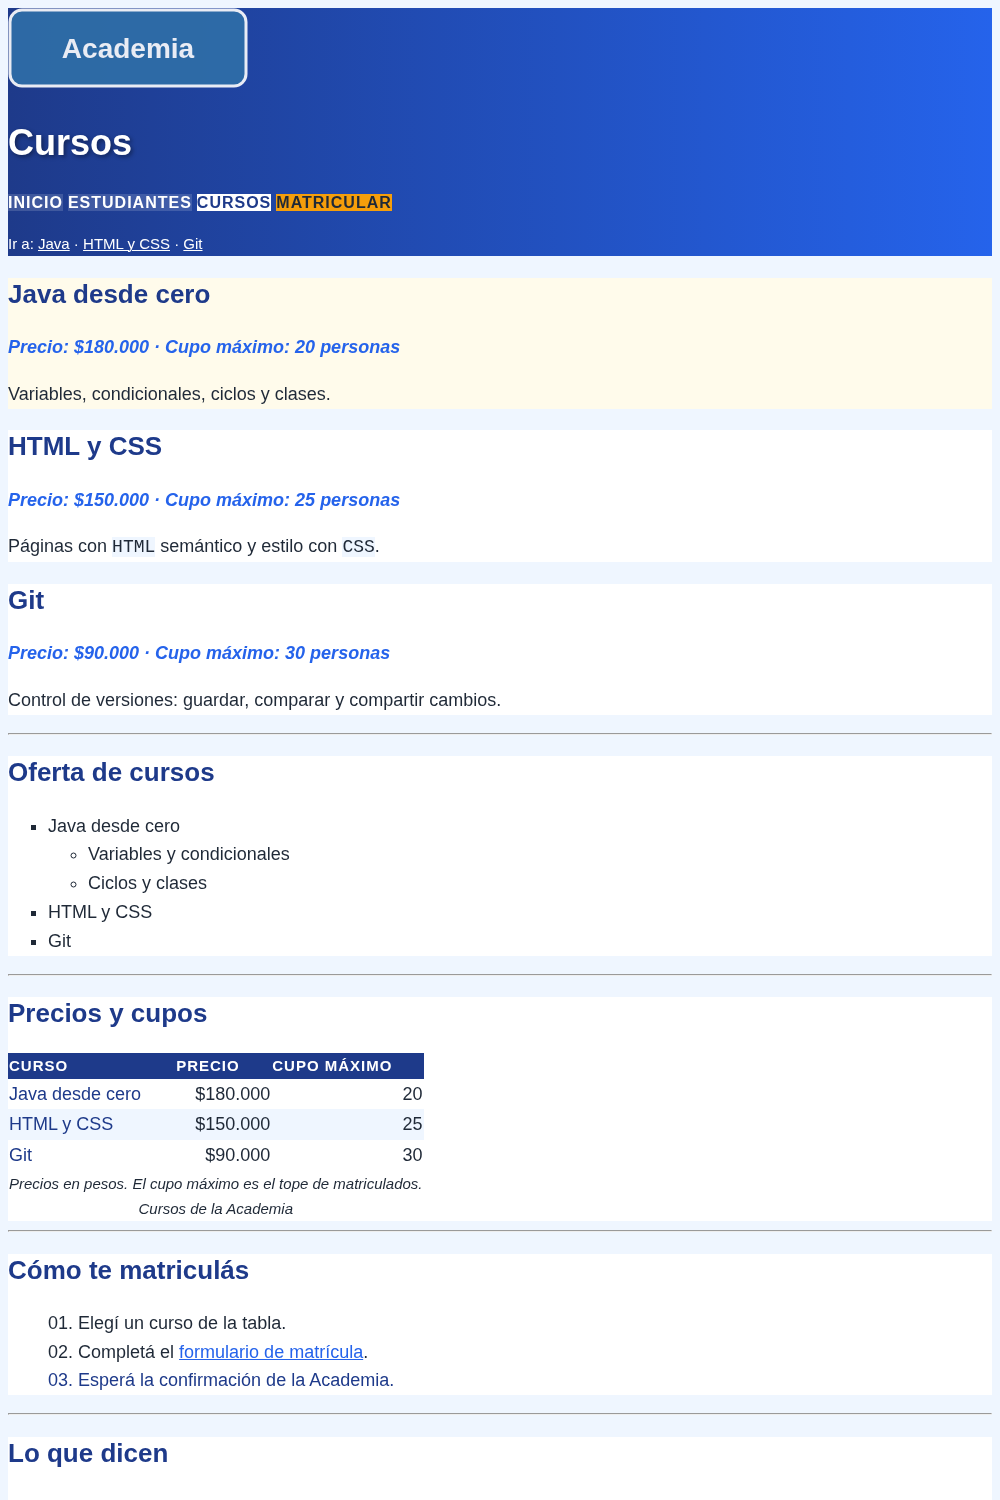 Academia
Cursos
INICIO ESTUDIANTES CURSOS MATRICULAR
Ir a: Java · HTML y CSS · Git
Java desde cero
Precio: $180.000 · Cupo máximo: 20 personas
Variables, condicionales, ciclos y clases.
HTML y CSS
Precio: $150.000 · Cupo máximo: 25 personas
Páginas con HTML semántico y estilo con CSS.
Git
Precio: $90.000 · Cupo máximo: 30 personas
Control de versiones: guardar, comparar y compartir cambios.
Oferta de cursos
Java desde cero
Variables y condicionales
Ciclos y clases
HTML y CSS
Git
Precios y cupos
CURSO PRECIO CUPO MÁXIMO
Java desde cero $180.000 20
HTML y CSS $150.000 25
Git $90.000 30
Precios en pesos. El cupo máximo es el tope de matriculados.
Cursos de la Academia
Cómo te matriculás
01. Elegí un curso de la tabla.
02. Completá el formulario de matrícula.
03. Esperá la confirmación de la Academia.
Lo que dicen